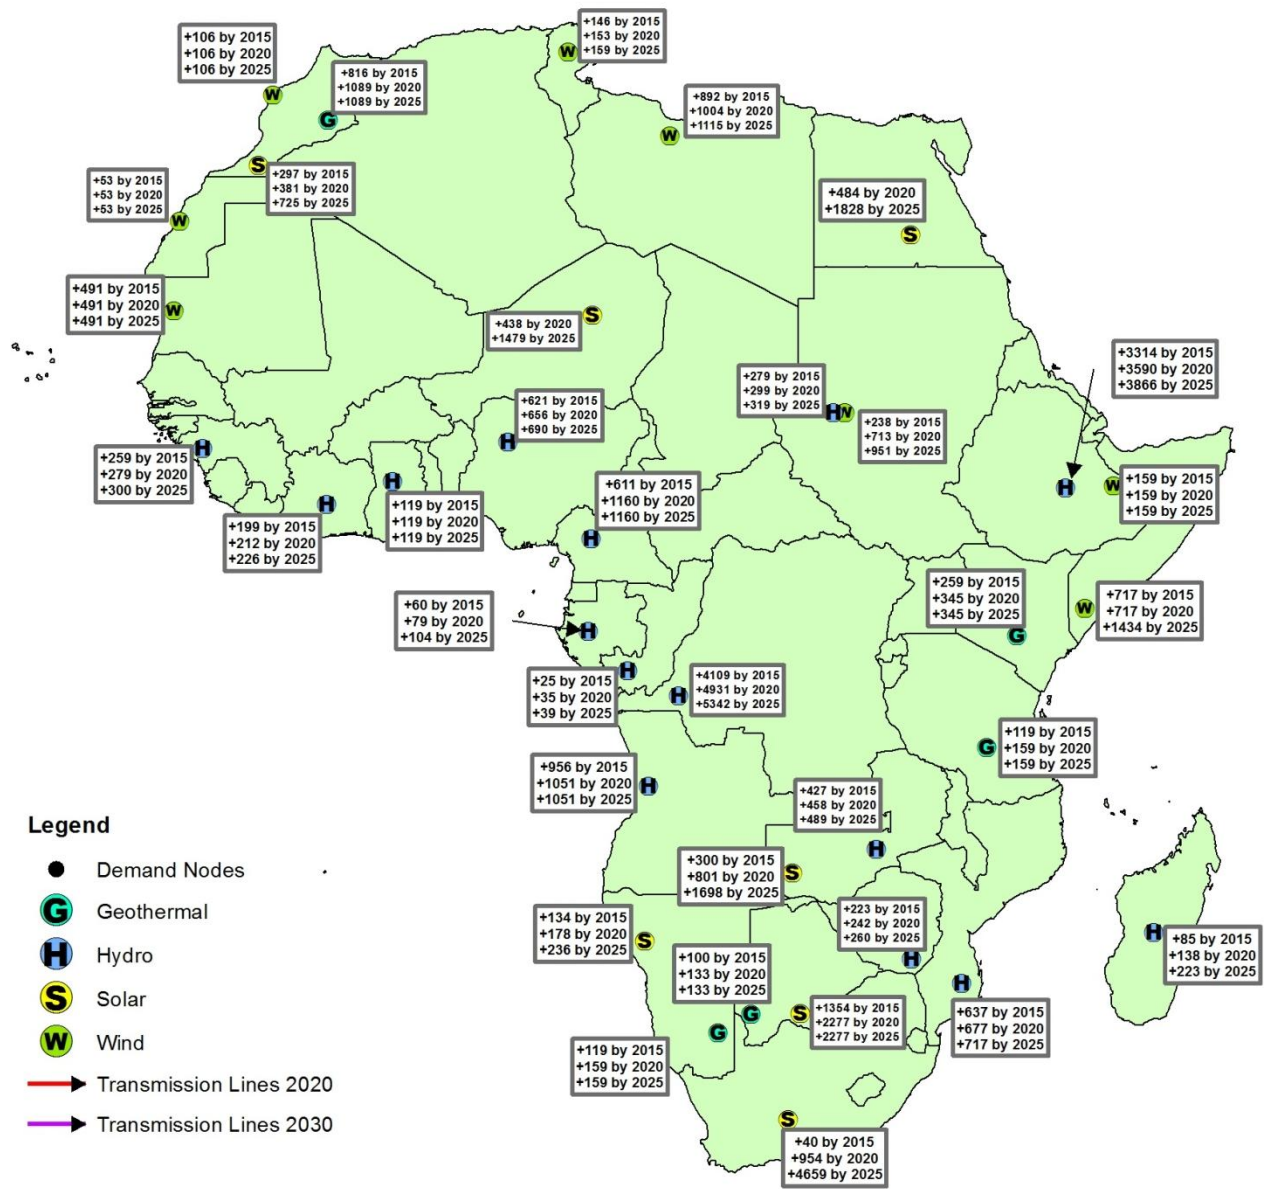 +106 by 2015
+106 by 2020
+106 by 2025
W
+146 by 2015
+153 by 2020
+159 by 2025
W
+816 by 2015
+1089 by 2020
+1089 by 2025
G
+892 by 2015
+1004 by 2020
+1115 by 2025
W
S
+297 by 2015
+381 by 2020
+725 by 2025
+53 by 2015
+53 by 2020
+53 by 2025
W
+484 by 2020
+1828 by 2025
S
+491 by 2015
+491 by 2020
+491 by 2025
W
+438 by 2020
+1479 by 2025
S
+3314 by 2015
+3590 by 2020
+3866 by 2025
H
+279 by 2015
+299 by 2020
+319 by 2025
H
W
+238 by 2015
+713 by 2020
+951 by 2025
+621 by 2015
+656 by 2020
+690 by 2025
H
+259 by 2015
+279 by 2020
+300 by 2025
H
+199 by 2015
+212 by 2020
+226 by 2025
H
H
+119 by 2015
+119 by 2020
+119 by 2025
+611 by 2015
+1160 by 2020
+1160 by 2025
H
W
+159 by 2015
+159 by 2020
+159 by 2025
+60 by 2015
+79 by 2020
+104 by 2025
H
+259 by 2015
+345 by 2020
+345 by 2025
G
W
+717 by 2015
+717 by 2020
+1434 by 2025
+25 by 2015
+35 by 2020
+39 by 2025
H
H
+4109 by 2015
+4931 by 2020
+5342 by 2025
G
+119 by 2015
+159 by 2020
+159 by 2025
+956 by 2015
+1051 by 2020
+1051 by 2025
H
+427 by 2015
+458 by 2020
+489 by 2025
H
+300 by 2015
+801 by 2020
+1698 by 2025
S
+134 by 2015
+178 by 2020
+236 by 2025
S
+223 by 2015
+242 by 2020
+260 by 2025
H
H
+85 by 2015
+138 by 2020
+223 by 2025
+100 by 2015
+133 by 2020
+133 by 2025
G
S
+1354 by 2015
+2277 by 2020
+2277 by 2025
H
+637 by 2015
+677 by 2020
+717 by 2025
G
+119 by 2015
+159 by 2020
+159 by 2025
S
+40 by 2015
+954 by 2020
+4659 by 2025
Legend
Demand Nodes
G Geothermal
H Hydro
S Solar
W Wind
Transmission Lines 2020
Transmission Lines 2030